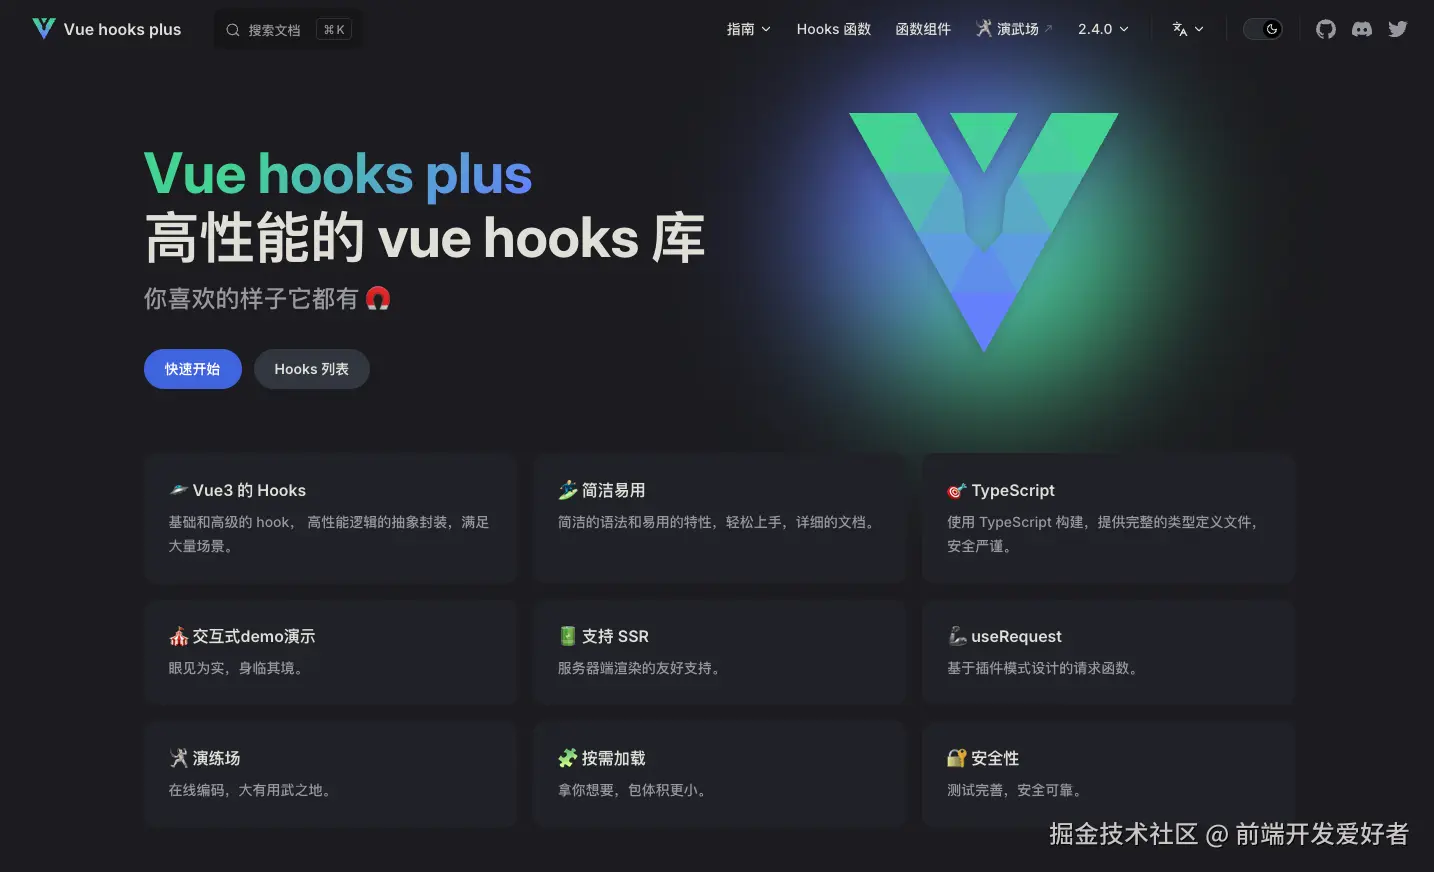 Vue hooks plus
搜索文档
⌘ K
指南
Hooks 函数
函数组件
演武场
2.4.0
Vue hooks plus
高性能的 vue hooks 库
你喜欢的样子它都有
快速开始
Hooks 列表
Vue3 的 Hooks
基础和高级的 hook， 高性能逻辑的抽象封装，满足
大量场景。
简洁易用
简洁的语法和易用的特性，轻松上手，详细的文档。
TypeScript
使用 TypeScript 构建，提供完整的类型定义文件，
安全严谨。
交互式demo演示
眼见为实，身临其境。
支持 SSR
服务器端渲染的友好支持。
useRequest
基于插件模式设计的请求函数。
演练场
在线编码，大有用武之地。
按需加载
拿你想要，包体积更小。
安全性
测试完善，安全可靠。
掘金技术社区 @ 前端开发爱好者